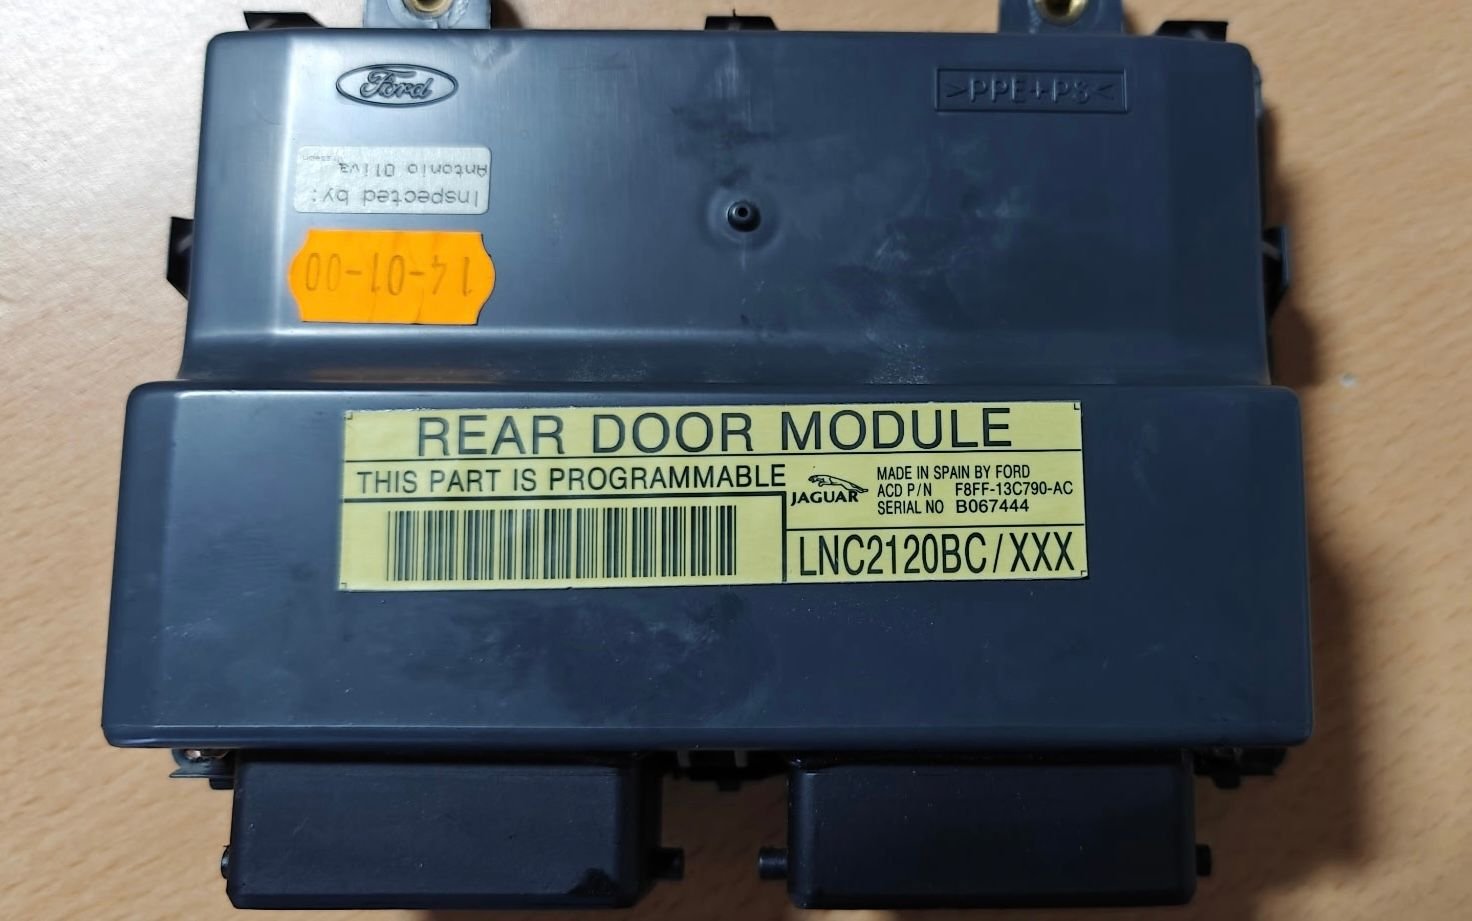 Ford
>PPE+PS<
Inspected by:
Antonio Oliva
14-01-00
REAR DOOR MODULE
THIS PART IS PROGRAMMABLE
JAGUAR
MADE IN SPAIN BY FORD
ACD P/N F8FF-13C790-AC
SERIAL NO B067444
LNC2120BC/XXX